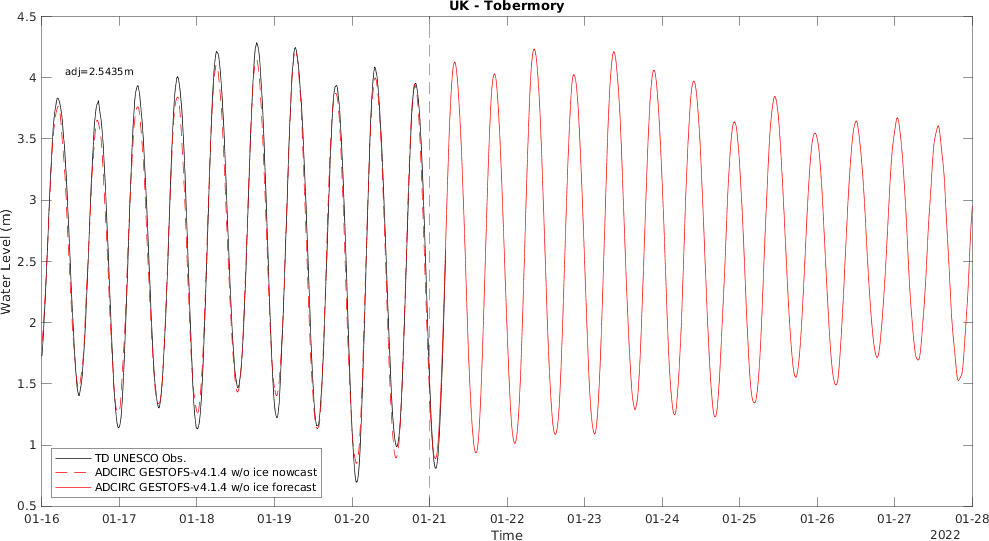 UK - Tobermory
4.5
4
3.5
3
2.5
2
1.5
1
0.5
Water Level (m)
adj=2.5435m
TD UNESCO Obs.
ADCIRC GESTOFS-v4.1.4 w/o ice nowcast
ADCIRC GESTOFS-v4.1.4 w/o ice forecast
01-16 01-17 01-18 01-19 01-20 01-21 01-22 01-23 01-24 01-25 01-26 01-27 01-28
Time
2022